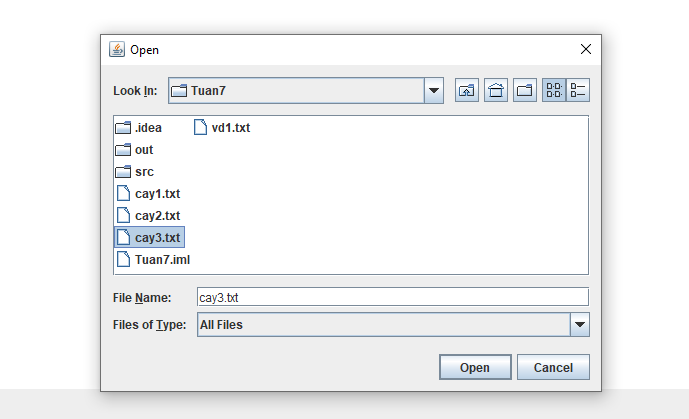 Open
Look In: Tuan7
.idea
out
src
cay1.txt
cay2.txt
cay3.txt
Tuan7.iml
vd1.txt
File Name: cay3.txt
Files of Type: All Files
Open Cancel